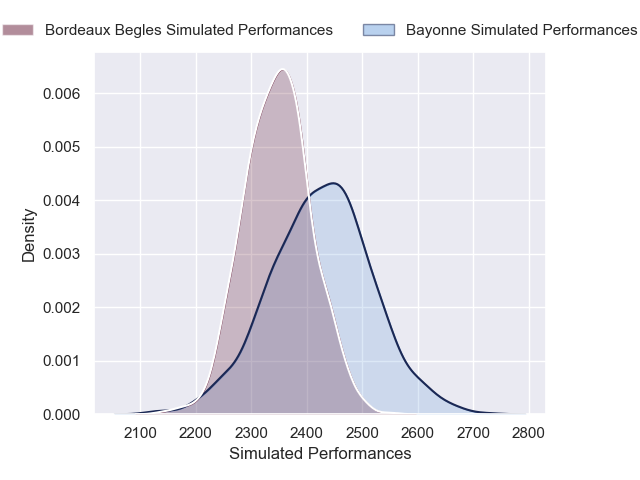 Bordeaux Begles Simulated Performances
Bayonne Simulated Performances
Density
0.006
0.005
0.004
0.003
0.002
0.001
0.000
2100 2200 2300 2400 2500 2600 2700 2800
Simulated Performances